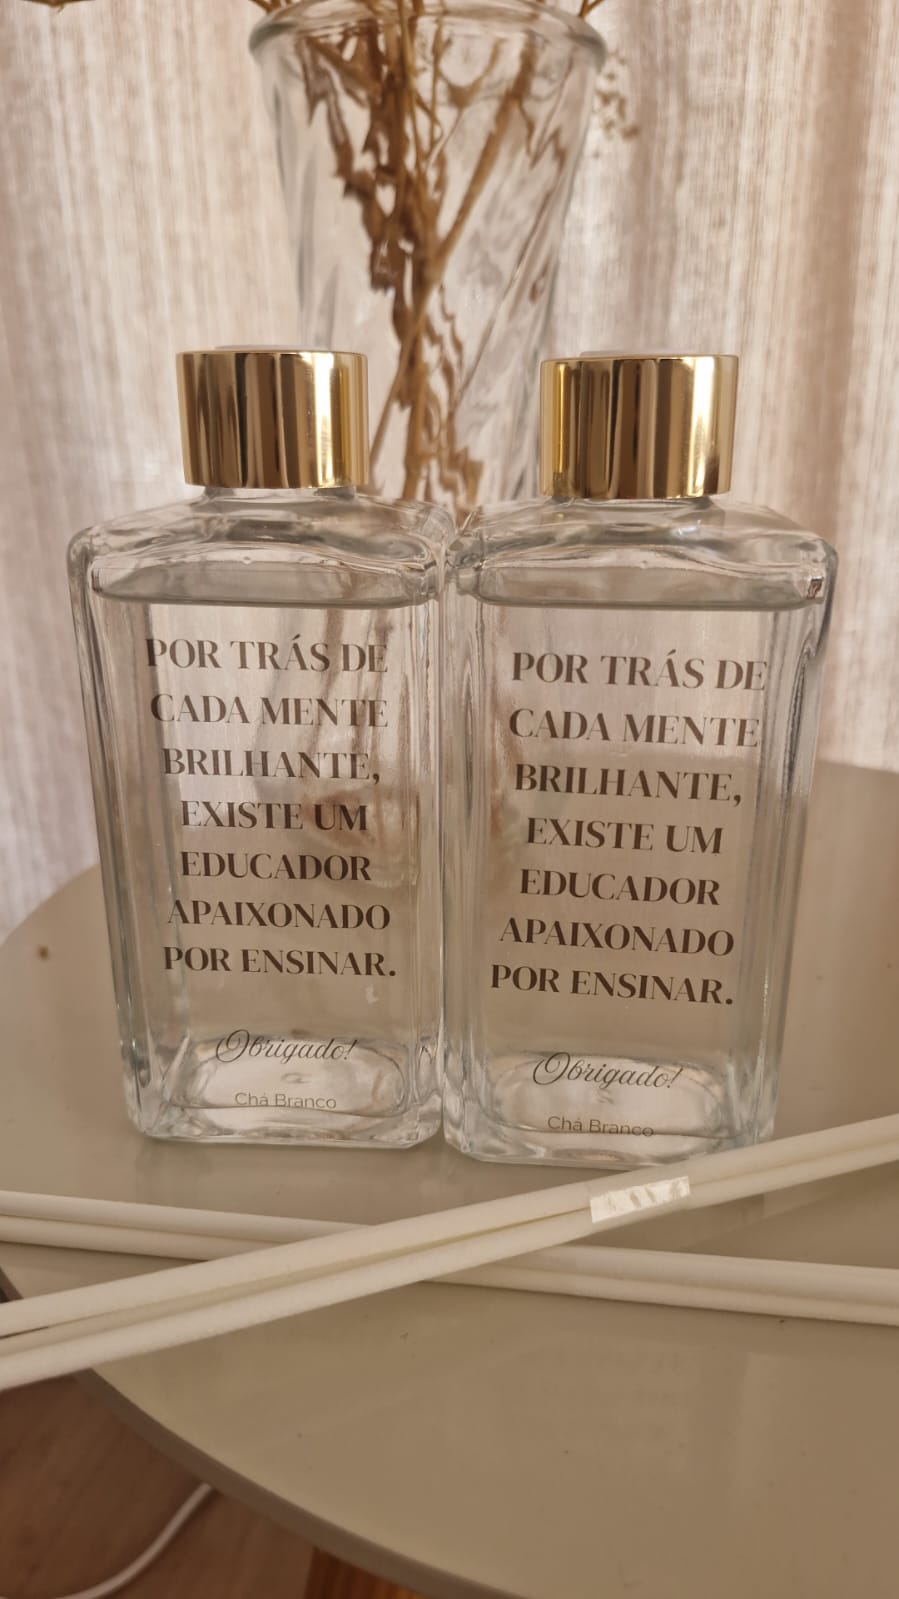 POR TRÁS DE
CADA MENTE
BRILHANTE,
EXISTE UM
EDUCADOR
APAIXONADO
POR ENSINAR.
Obrigado!
Chá Branco
POR TRÁS DE
CADA MENTE
BRILHANTE,
EXISTE UM
EDUCADOR
APAIXONADO
POR ENSINAR.
Obrigado!
Chá Branco